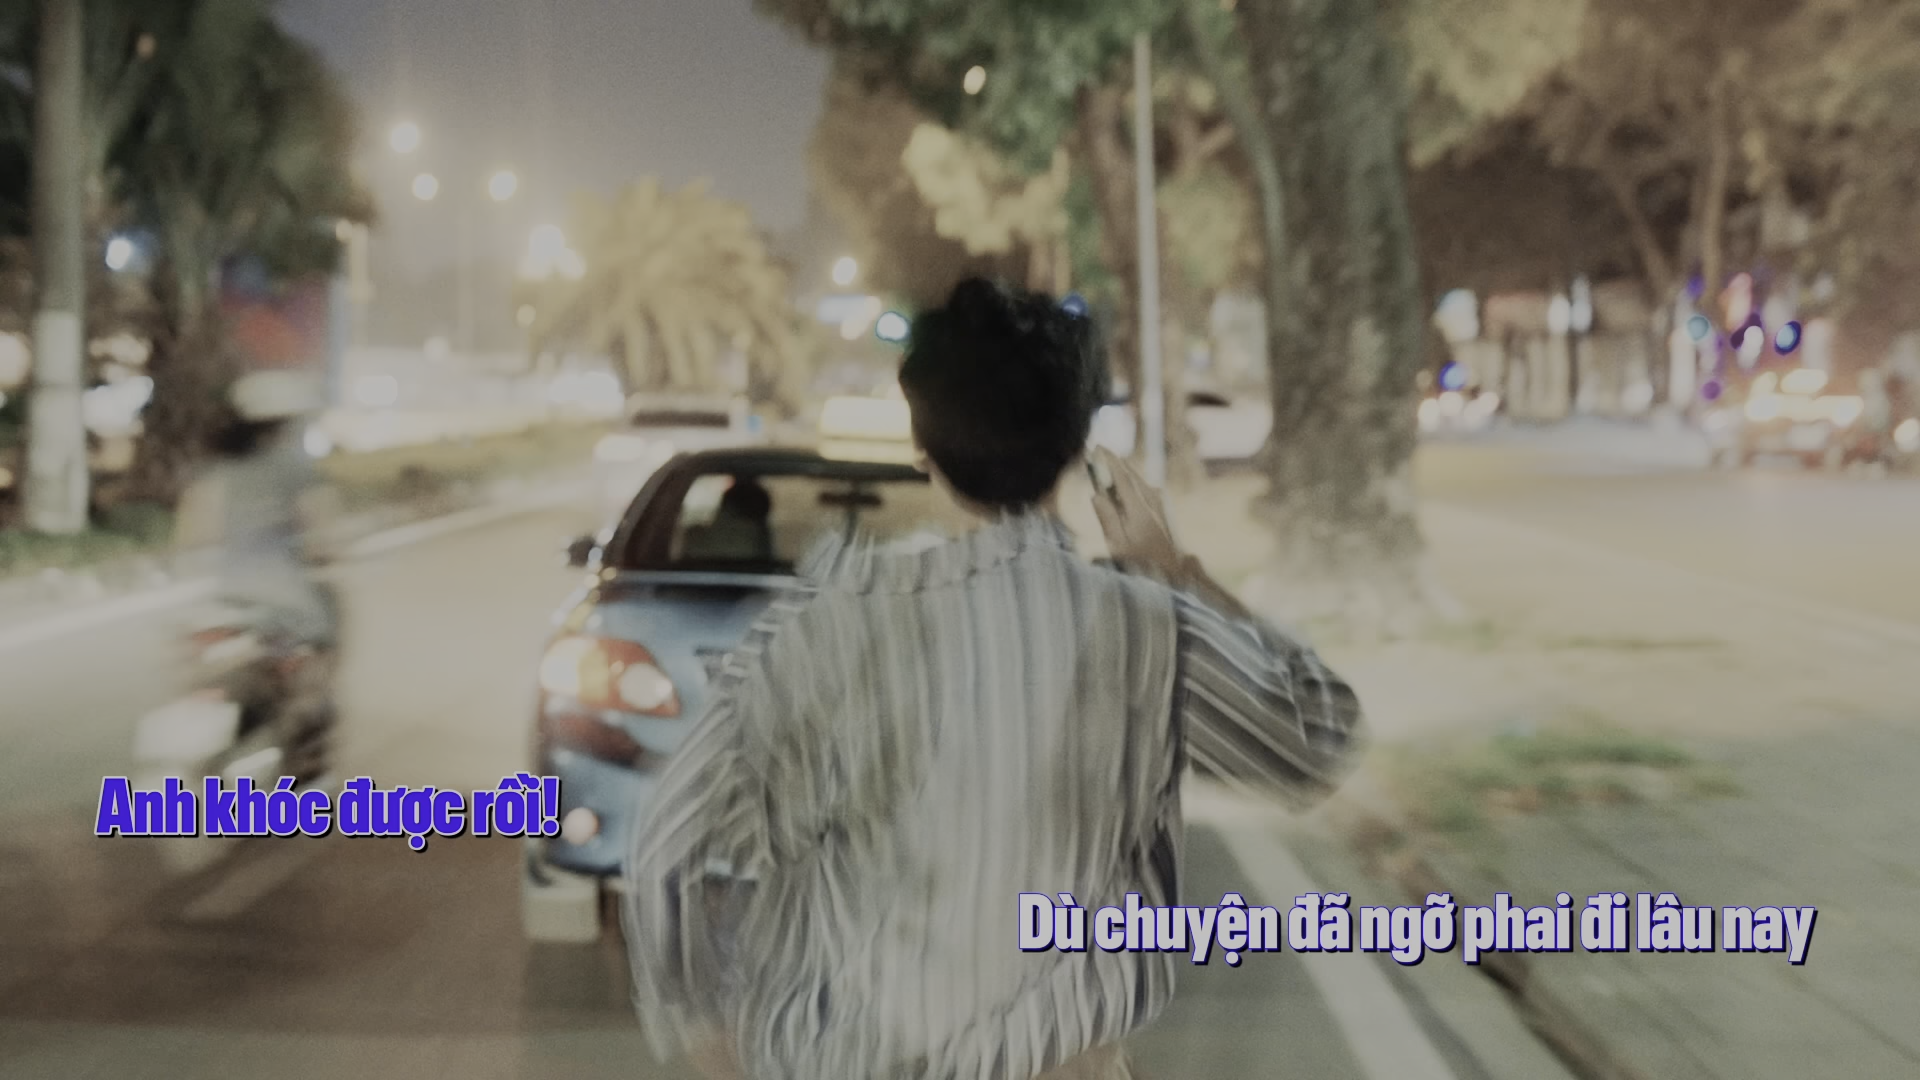 Anh khóc được rồi!
Dù chuyện đã ngỡ phai đi lâu nay